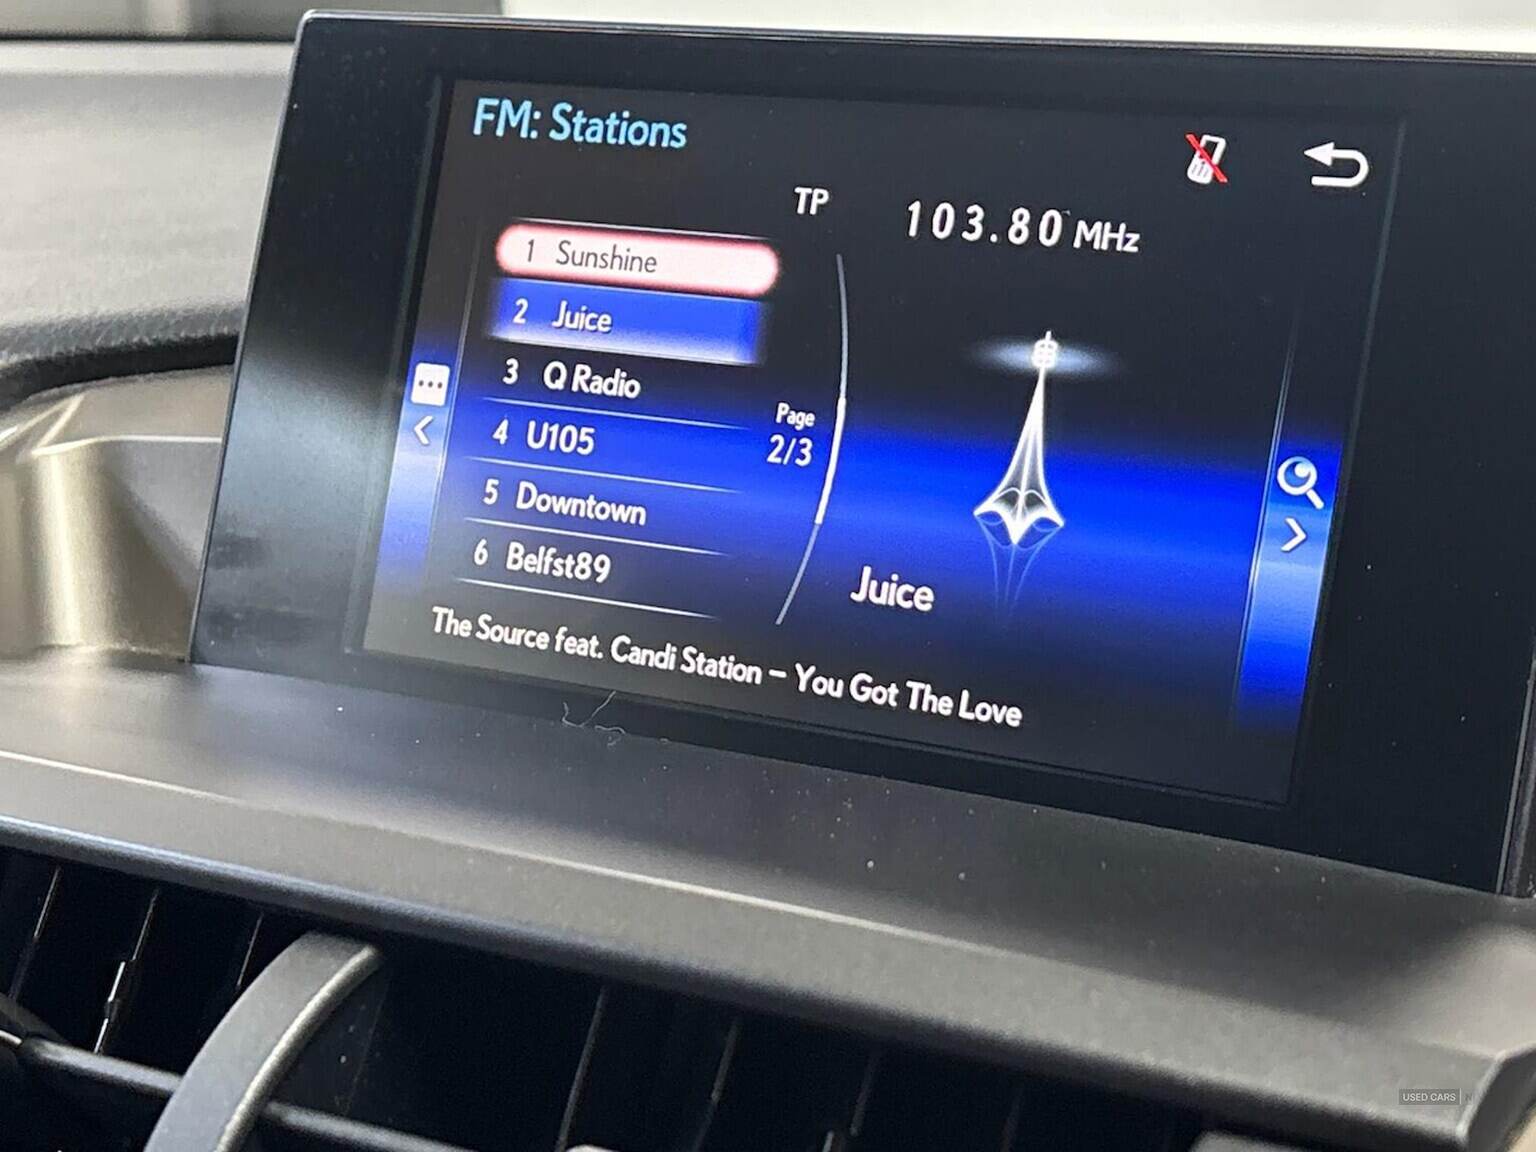 FM: Stations
TP
103.80 MHz
1 Sunshine
2 Juice
3 Q Radio
4 U105
5 Downtown
6 Belfst89
Page
2/3
Juice
The Source feat. Candi Station – You Got The Love
USED CARS